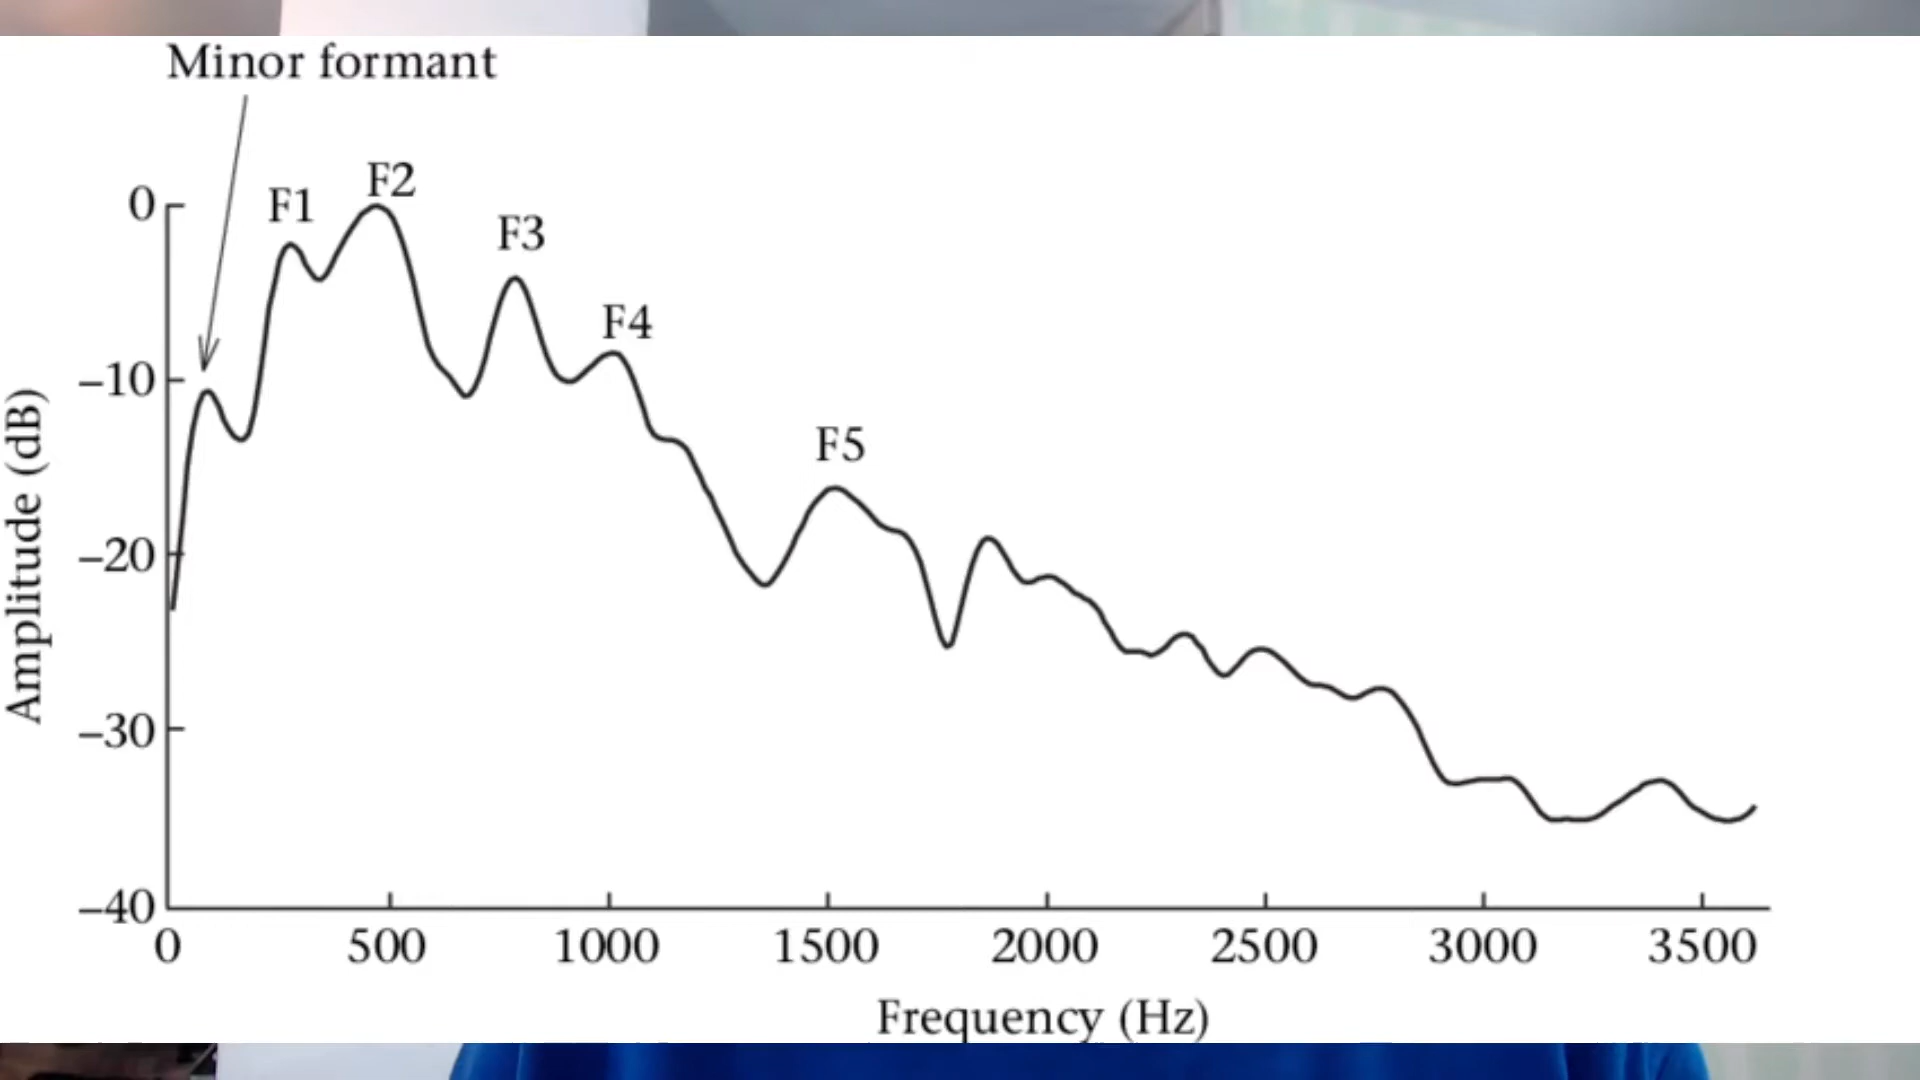 Minor formant
F1
F2
F3
F4
F5
0
–10
–20
–30
–40
Amplitude (dB)
0 500 1000 1500 2000 2500 3000 3500
Frequency (Hz)